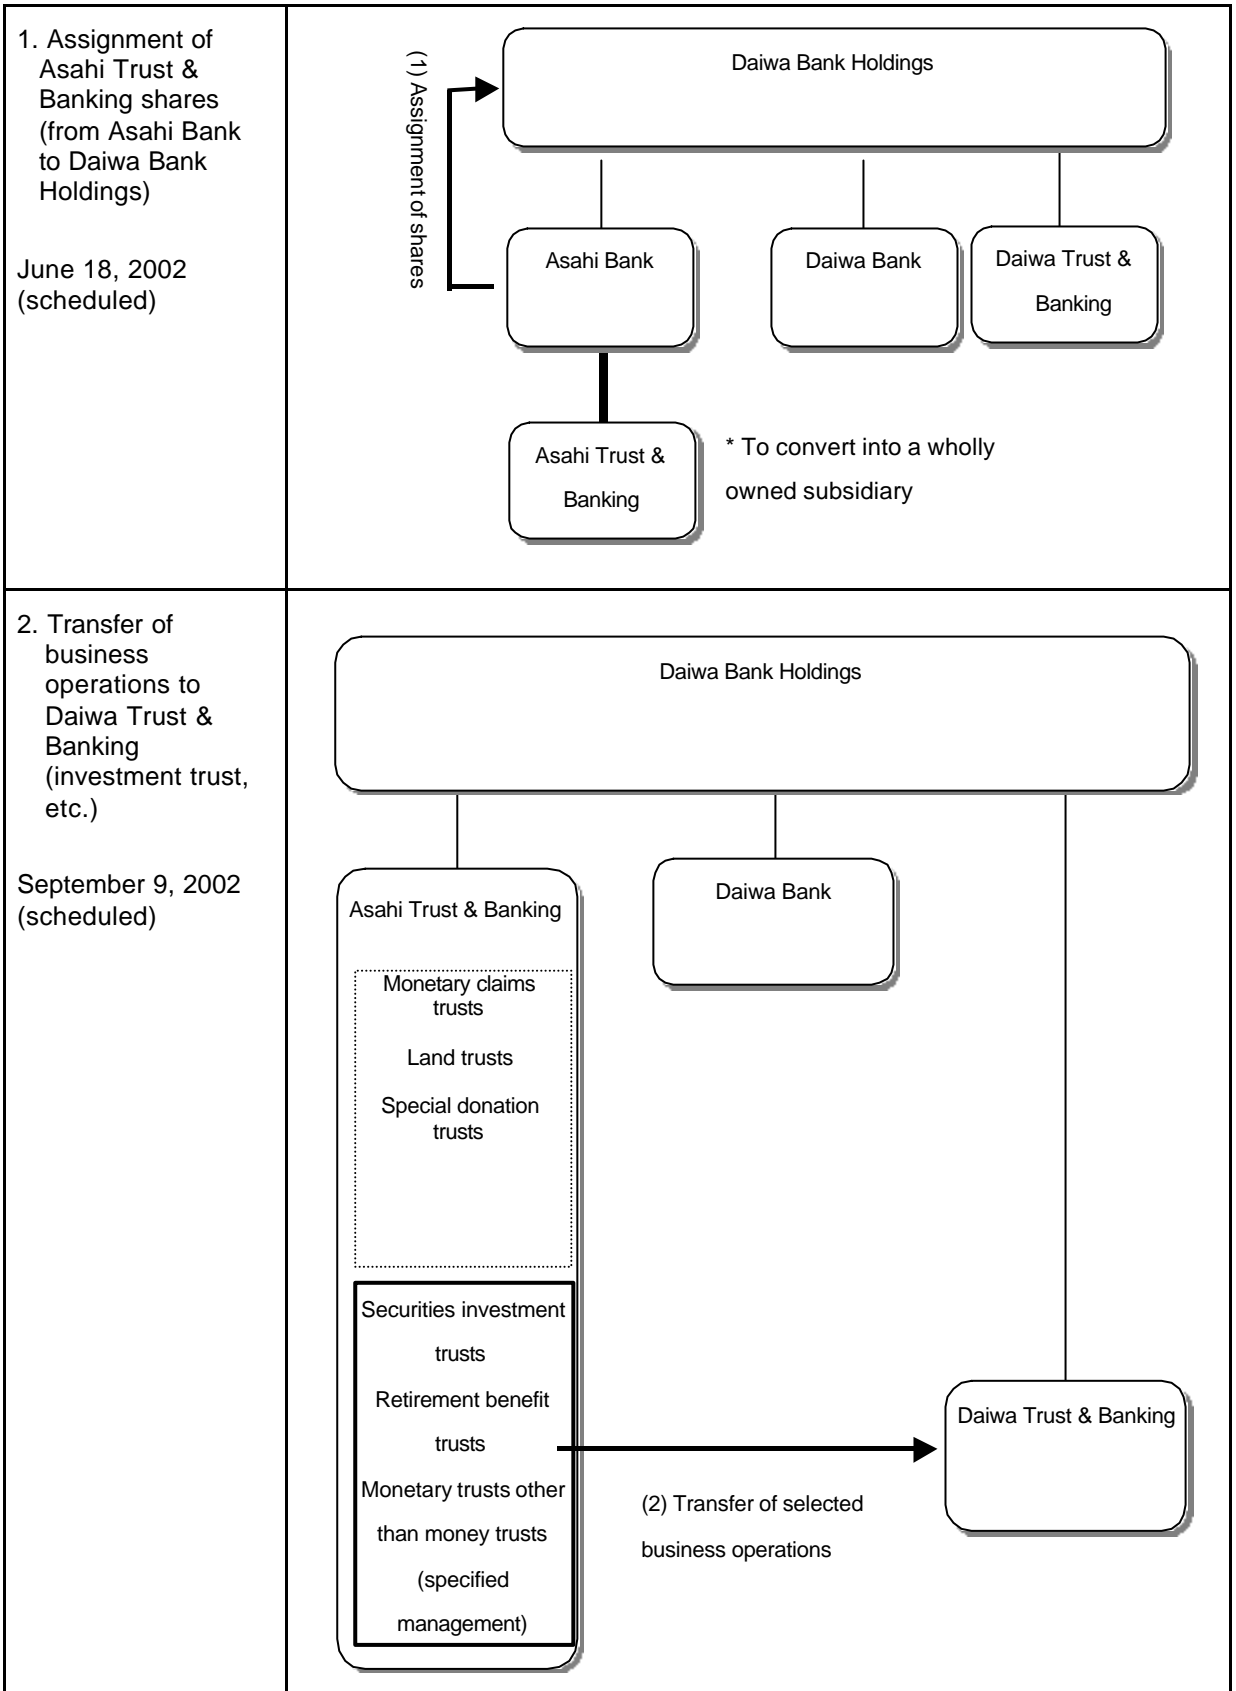 1. Assignment of
Asahi Trust &
Banking shares
(from Asahi Bank
to Daiwa Bank
Holdings)
June 18, 2002
(scheduled)
(1) Assignment of shares
Daiwa Bank Holdings
Asahi Bank
Daiwa Bank
Daiwa Trust &
Banking
Asahi Trust &
Banking
* To convert into a wholly
owned subsidiary
2. Transfer of
business
operations to
Daiwa Trust &
Banking
(investment trust,
etc.)
September 9, 2002
(scheduled)
Daiwa Bank Holdings
Asahi Trust & Banking
Daiwa Bank
Monetary claims
trusts
Land trusts
Special donation
trusts
Securities investment
trusts
Retirement benefit
trusts
Monetary trusts other
than money trusts
(specified
management)
(2) Transfer of selected
business operations
Daiwa Trust & Banking